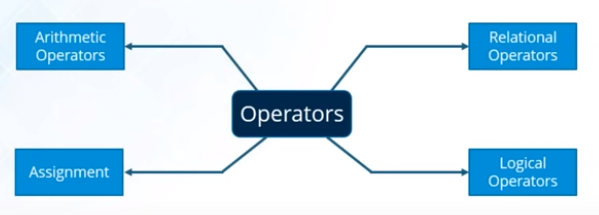 Arithmetic
Operators
Relational
Operators
Operators
Assignment
Logical
Operators